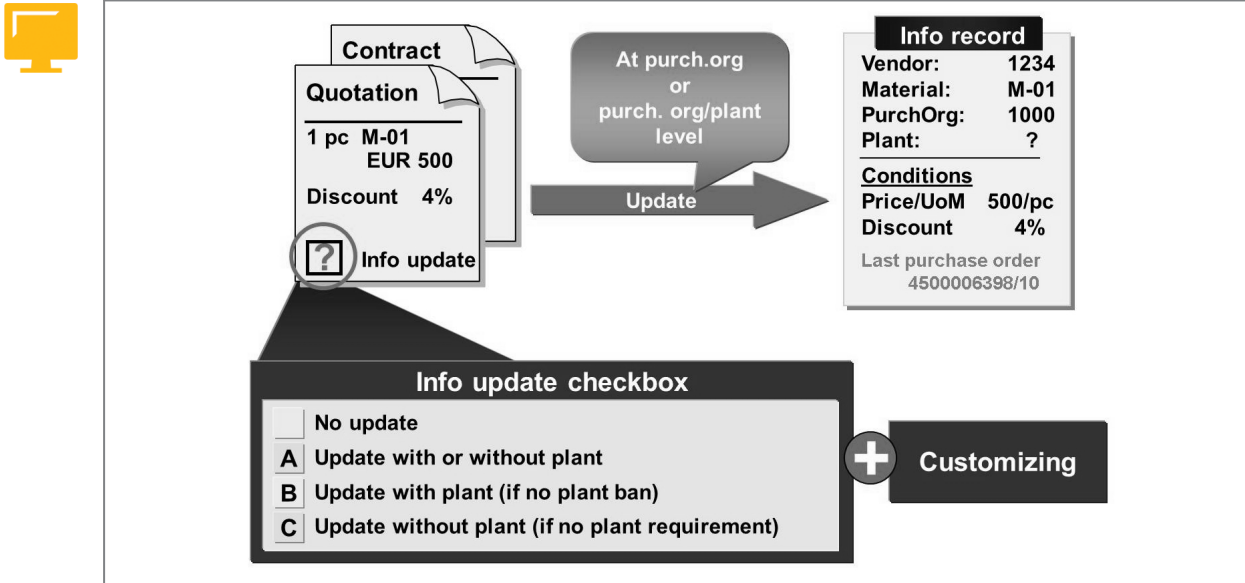 Contract
Quotation
1 pc M-01
EUR 500
Discount 4%
? Info update
At purch.org
or
purch. org/plant
level
Update
Info record
Vendor: 1234
Material: M-01
PurchOrg: 1000
Plant: ?
Conditions
Price/UoM 500/pc
Discount 4%
Last purchase order
4500006398/10
Info update checkbox
No update
A Update with or without plant
B Update with plant (if no plant ban)
C Update without plant (if no plant requirement)
+
Customizing